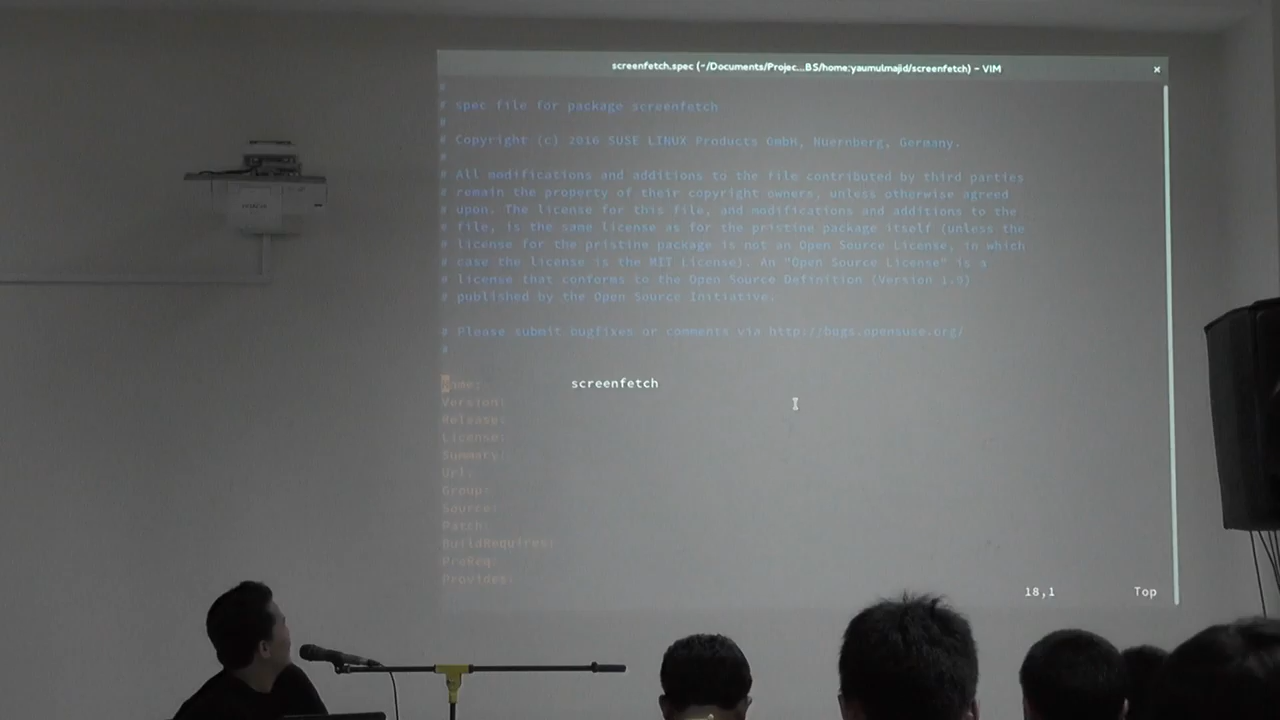 screenfetch.spec (~/Documents/Projec...BS/home:yaumulmajid/screenfetch) - VIM
×
#
# spec file for package screenfetch
#
# Copyright (c) 2016 SUSE LINUX Products GmbH, Nuernberg, Germany.
#
# All modifications and additions to the file contributed by third parties
# remain the property of their copyright owners, unless otherwise agreed
# upon. The license for this file, and modifications and additions to the
# file, is the same license as for the pristine package itself (unless the
# license for the pristine package is not an Open Source License, in which
# case the license is the MIT License). An "Open Source License" is a
# license that conforms to the Open Source Definition (Version 1.9)
# published by the Open Source Initiative.
# Please submit bugfixes or comments via http://bugs.opensuse.org/
#
Name: screenfetch
Version:
Release:
License:
Summary:
Url:
Group:
Source:
Patch:
BuildRequires:
PreReq:
Provides:
18,1 Top